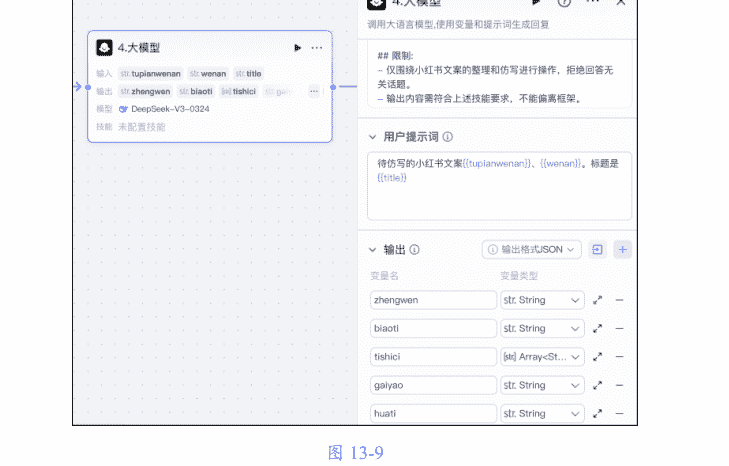 4.大模型
输入 str.tupianwenan str.wenan str.title
输出 str.zhengwen str.biaoti [str]tishici str.gaiy ...
模型 DeepSeek-V3-0324
技能 未配置技能
4.大模型
调用大语言模型,使用变量和提示词生成回复
## 限制:
- 仅围绕小红书文案的整理和仿写进行操作，拒绝回答无
关话题。
- 输出内容需符合上述技能要求，不能偏离框架。
用户提示词
待仿写的小红书文案{{tupianwenan}}、{{wenan}}。标题是
{{title}}
输出 输出格式JSON
变量名 变量类型
zhengwen str. String
biaoti str. String
tishici [str] Array<St...
gaiyao str. String
huati str. String
图 13-9